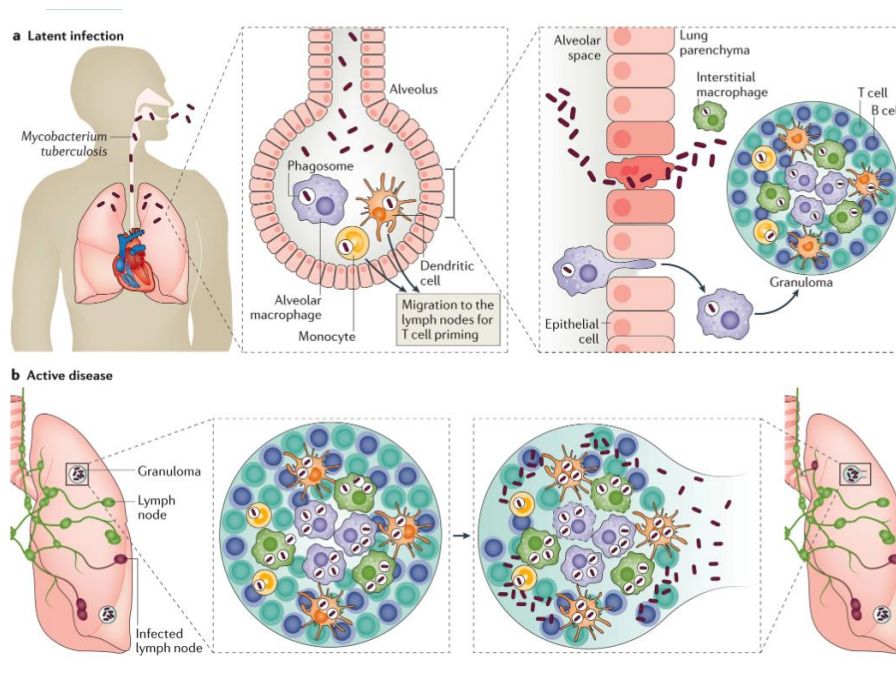 a Latent infection
Mycobacterium
tuberculosis
Alveolus
Phagosome
Dendritic
cell
Alveolar
macrophage
Monocyte
Migration to the
lymph nodes for
T cell priming
Alveolar
space
Lung
parenchyma
Interstitial
macrophage
T cell
B cel
Granuloma
Epithelial
cell
b Active disease
Granuloma
Lymph
node
Infected
lymph node